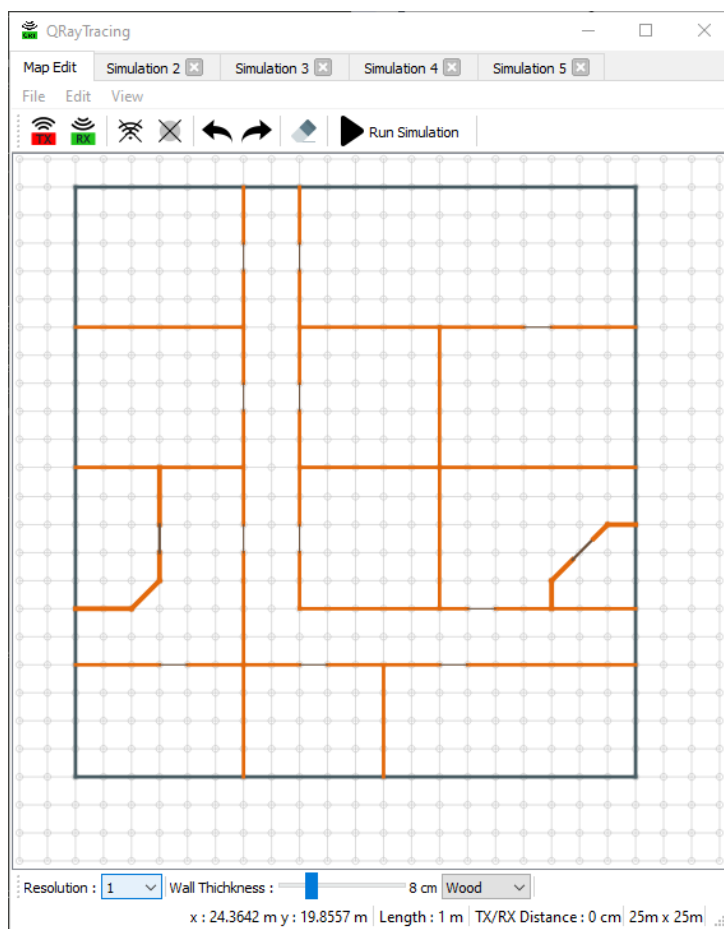 QRayTracing
Map Edit Simulation 2 Simulation 3 Simulation 4 Simulation 5
File Edit View
TX RX Run Simulation
Resolution : 1 Wall Thichkness : 8 cm Wood
x : 24.3642 m y : 19.8557 m Length : 1 m TX/RX Distance : 0 cm 25m x 25m